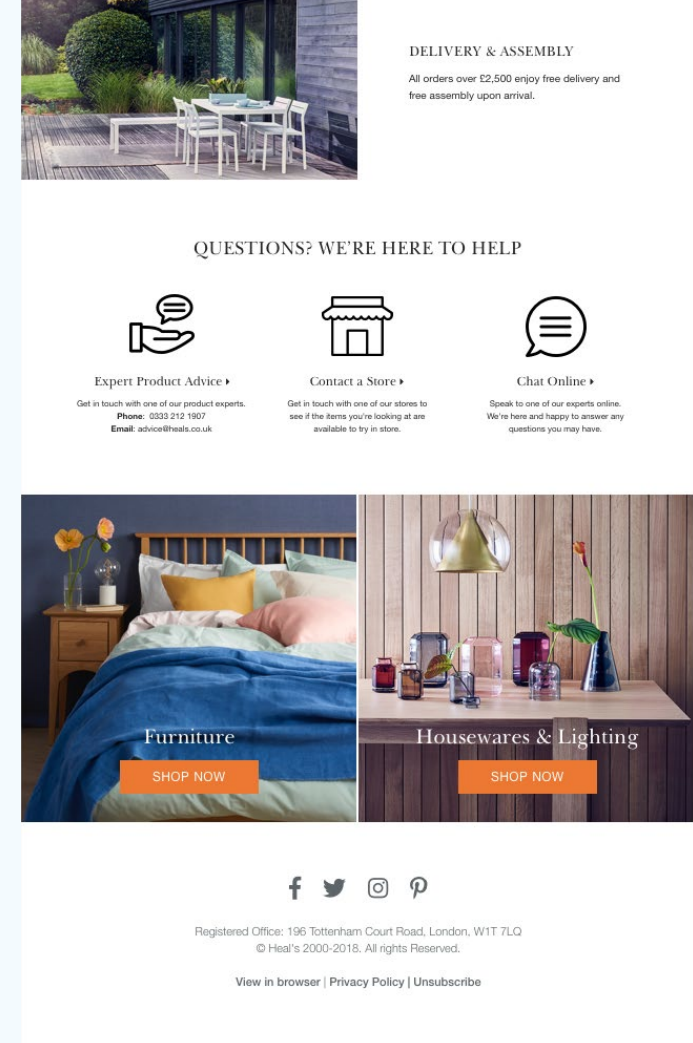 DELIVERY & ASSEMBLY
All orders over £2,500 enjoy free delivery and
free assembly upon arrival.
QUESTIONS? WE'RE HERE TO HELP
Expert Product Advice
Get in touch with one of our product experts.
Phone: 0333 212 1907
Email: advice@heals.co.uk
Contact a Store
Get in touch with one of our stores to
see if the items you're looking at are
available to try in store.
Chat Online
Speak to one of our experts online.
We're here and happy to answer any
questions you may have.
Furniture
SHOP NOW
Housewares & Lighting
SHOP NOW
Registered Office: 196 Tottenham Court Road, London, W1T 7LQ
© Heal's 2000-2018. All rights Reserved.
View in browser | Privacy Policy | Unsubscribe